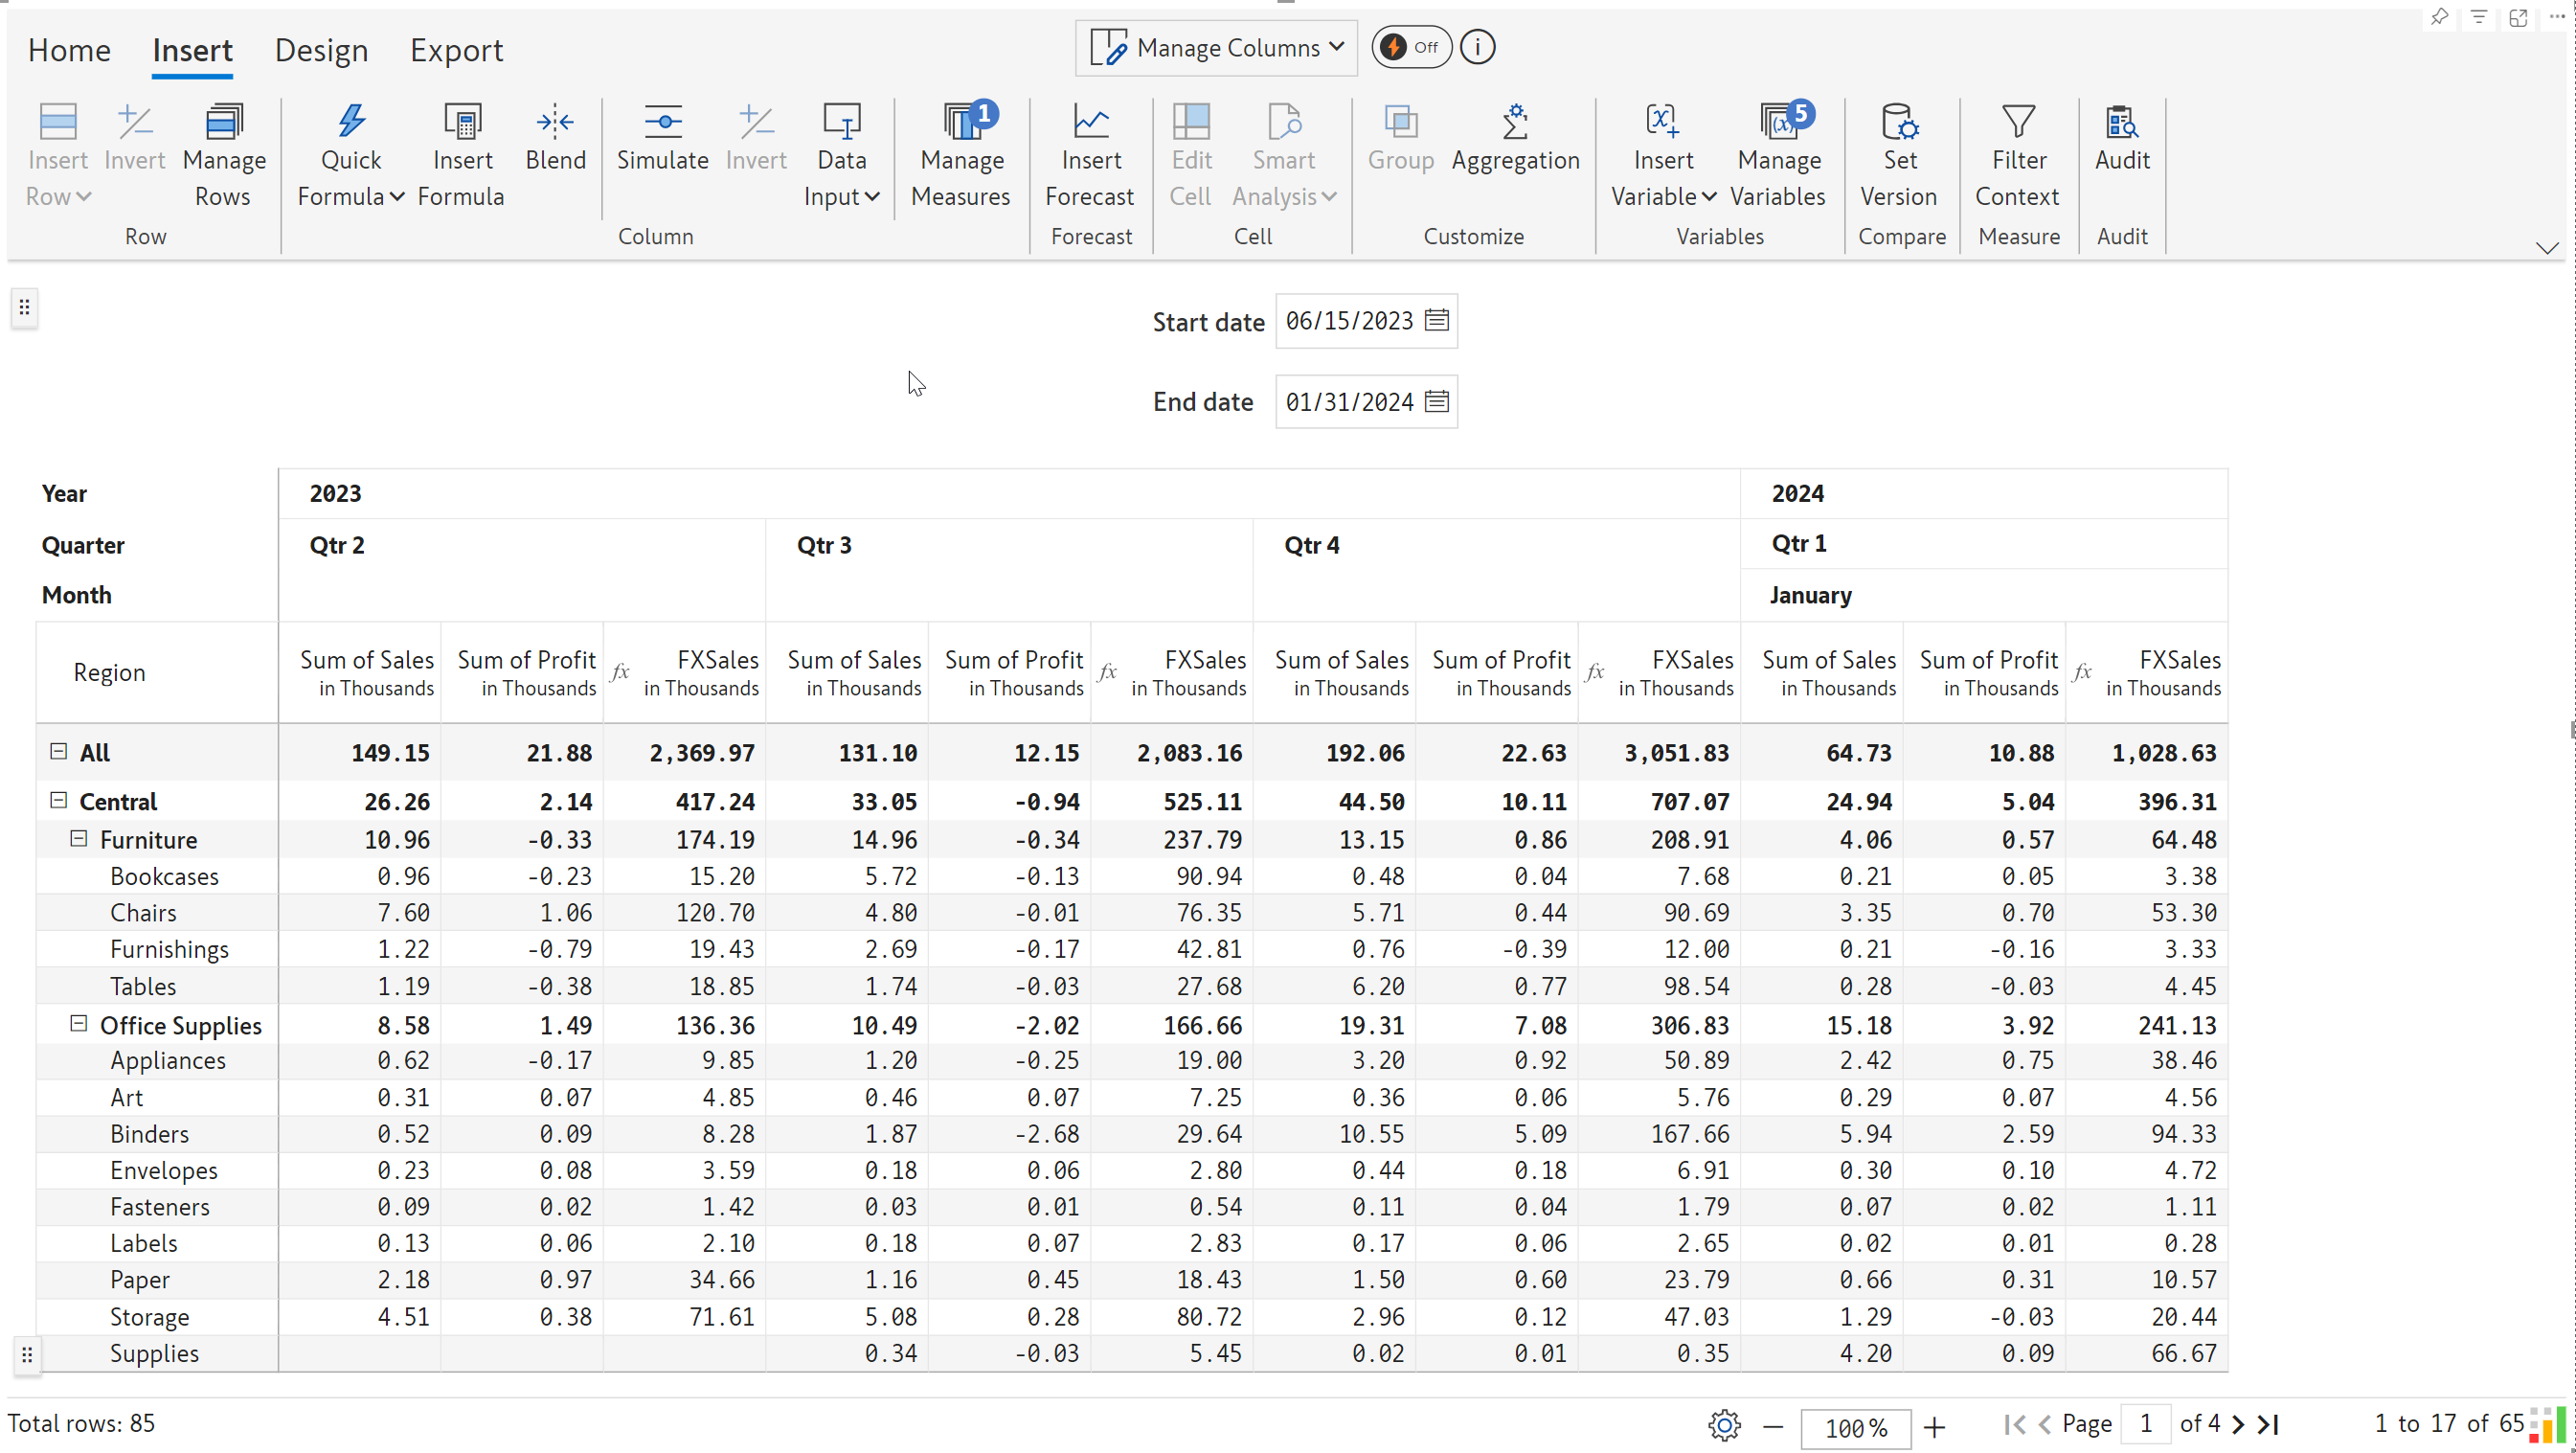 Home Insert Design Export Manage Columns Off i
Insert Row Invert Manage Rows Quick Formula Insert Formula Blend Simulate Invert Data Input 1 Manage Measures Insert Forecast Edit Cell Smart Analysis Group Aggregation Insert Variable 5 Manage Variables Set Version Filter Context Audit
Row Column Forecast Cell Customize Variables Compare Measure Audit
Start date 06/15/2023
End date 01/31/2024
Year 2023 2024
Quarter Qtr 2 Qtr 3 Qtr 4 Qtr 1
Month January
Region Sum of Sales Sum of Profit fx FXSales Sum of Sales Sum of Profit fx FXSales Sum of Sales Sum of Profit fx FXSales Sum of Sales Sum of Profit fx FXSales
in Thousands in Thousands in Thousands in Thousands in Thousands in Thousands in Thousands in Thousands in Thousands in Thousands in Thousands in Thousands
All 149.15 21.88 2,369.97 131.10 12.15 2,083.16 192.06 22.63 3,051.83 64.73 10.88 1,028.63
Central 26.26 2.14 417.24 33.05 -0.94 525.11 44.50 10.11 707.07 24.94 5.04 396.31
Furniture 10.96 -0.33 174.19 14.96 -0.34 237.79 13.15 0.86 208.91 4.06 0.57 64.48
Bookcases 0.96 -0.23 15.20 5.72 -0.13 90.94 0.48 0.04 7.68 0.21 0.05 3.38
Chairs 7.60 1.06 120.70 4.80 -0.01 76.35 5.71 0.44 90.69 3.35 0.70 53.30
Furnishings 1.22 -0.79 19.43 2.69 -0.17 42.81 0.76 -0.39 12.00 0.21 -0.16 3.33
Tables 1.19 -0.38 18.85 1.74 -0.03 27.68 6.20 0.77 98.54 0.28 -0.03 4.45
Office Supplies 8.58 1.49 136.36 10.49 -2.02 166.66 19.31 7.08 306.83 15.18 3.92 241.13
Appliances 0.62 -0.17 9.85 1.20 -0.25 19.00 3.20 0.92 50.89 2.42 0.75 38.46
Art 0.31 0.07 4.85 0.46 0.07 7.25 0.36 0.06 5.76 0.29 0.07 4.56
Binders 0.52 0.09 8.28 1.87 -2.68 29.64 10.55 5.09 167.66 5.94 2.59 94.33
Envelopes 0.23 0.08 3.59 0.18 0.06 2.80 0.44 0.18 6.91 0.30 0.10 4.72
Fasteners 0.09 0.02 1.42 0.03 0.01 0.54 0.11 0.04 1.79 0.07 0.02 1.11
Labels 0.13 0.06 2.10 0.18 0.07 2.83 0.17 0.06 2.65 0.02 0.01 0.28
Paper 2.18 0.97 34.66 1.16 0.45 18.43 1.50 0.60 23.79 0.66 0.31 10.57
Storage 4.51 0.38 71.61 5.08 0.28 80.72 2.96 0.12 47.03 1.29 -0.03 20.44
Supplies 0.34 -0.03 5.45 0.02 0.01 0.35 4.20 0.09 66.67
Total rows: 85 100 % Page 1 of 4 1 to 17 of 65